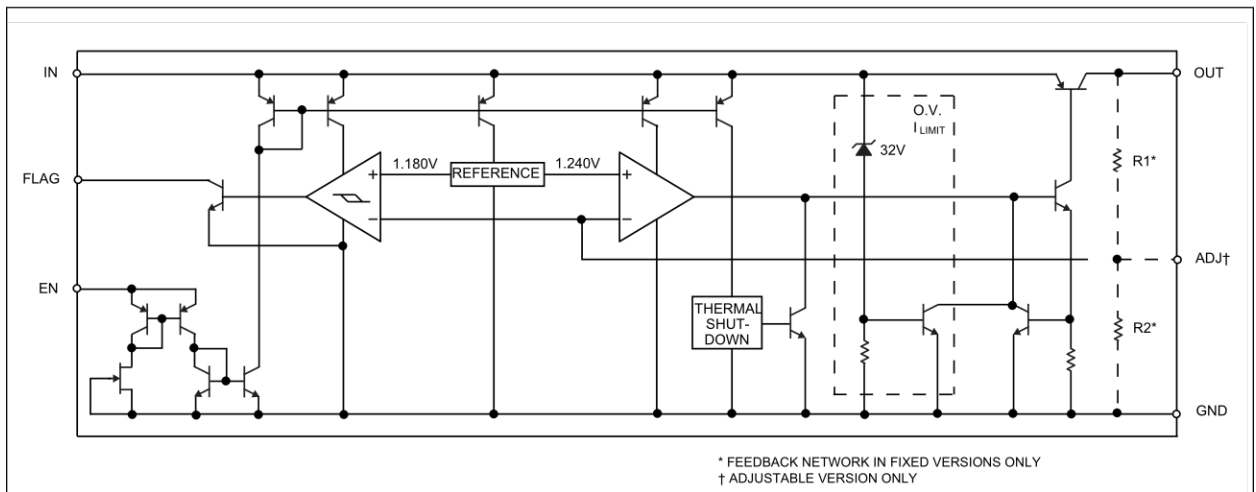 IN
OUT
O.V.
I LIMIT
32V
R1*
1.180V
REFERENCE
1.240V
+
+
FLAG
−
−
ADJ†
EN
THERMAL
SHUT-
DOWN
R2*
GND
* FEEDBACK NETWORK IN FIXED VERSIONS ONLY
† ADJUSTABLE VERSION ONLY